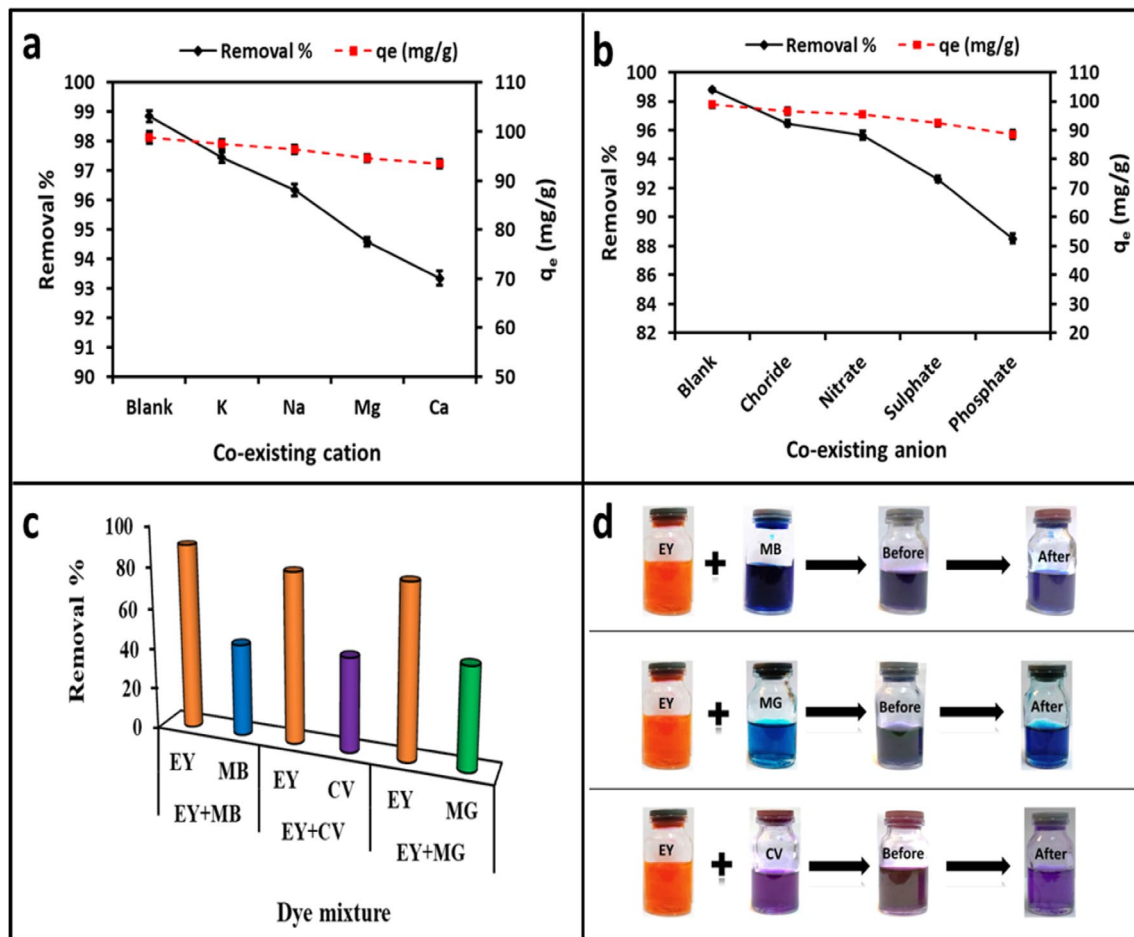 a
Removal %
qe (mg/g)
100
99
98
97
96
95
94
93
92
91
90
Removal %
110
100
90
80
70
60
50
qe (mg/g)
Blank K Na Mg Ca
Co-existing cation
b
Removal %
qe (mg/g)
100
98
96
94
92
90
88
86
84
82
Removal %
110
100
90
80
70
60
50
40
30
20
qe (mg/g)
Blank
Choride
Nitrate
Sulphate
Phosphate
Co-existing anion
c
100
80
60
40
20
0
Removal %
EY MB EY CV EY MG
EY+MB EY+CV EY+MG
Dye mixture
d
EY + MB Before After
EY + MG Before After
EY + CV Before After